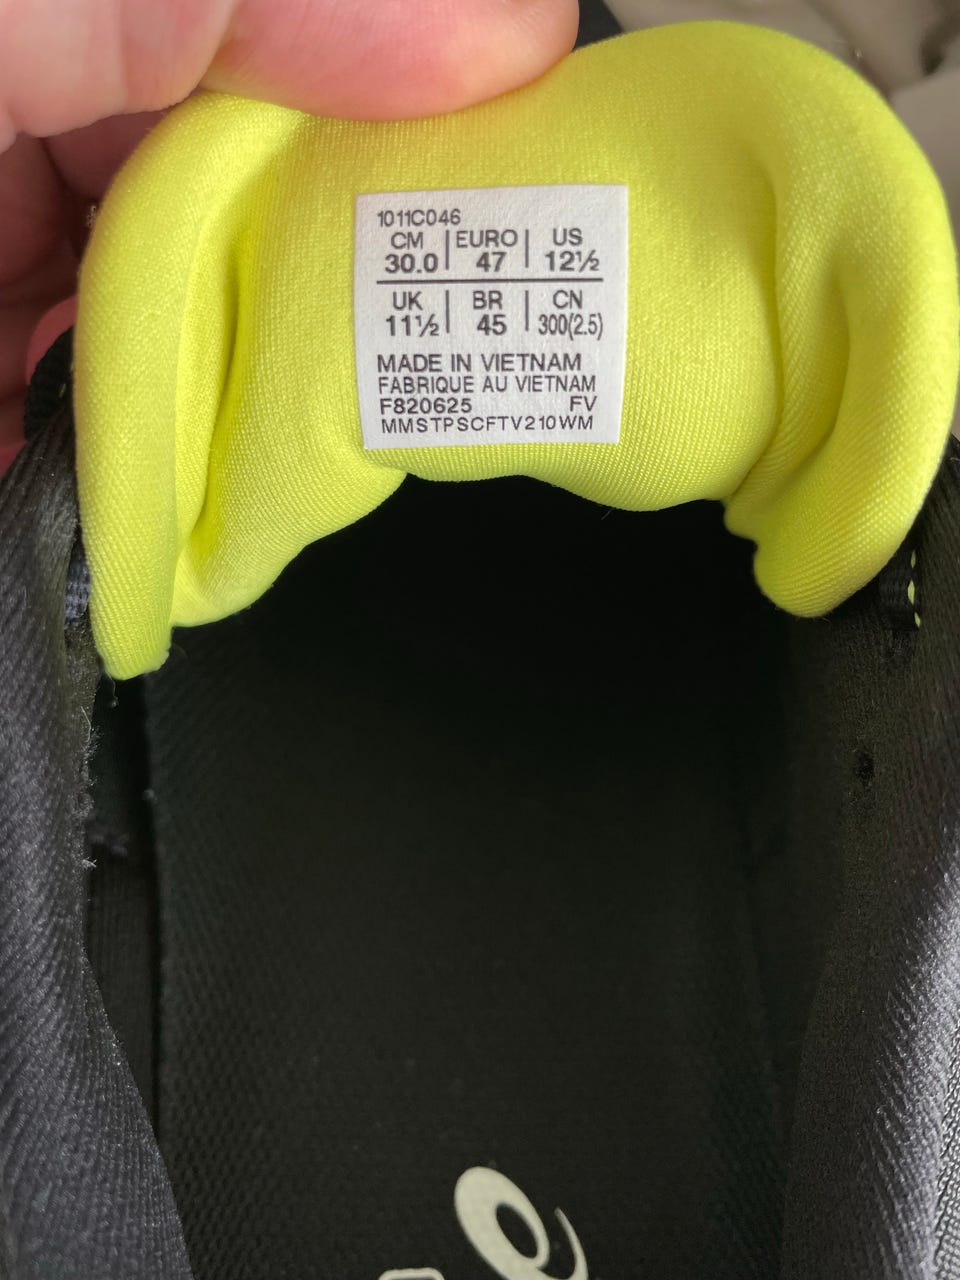 1011C046
CM | EURO | US
30.0 | 47 | 12½
UK | BR | CN
11½ | 45 | 300(2.5)
MADE IN VIETNAM
FABRIQUE AU VIETNAM
F820625 FV
MMSTPSCFTV210WM